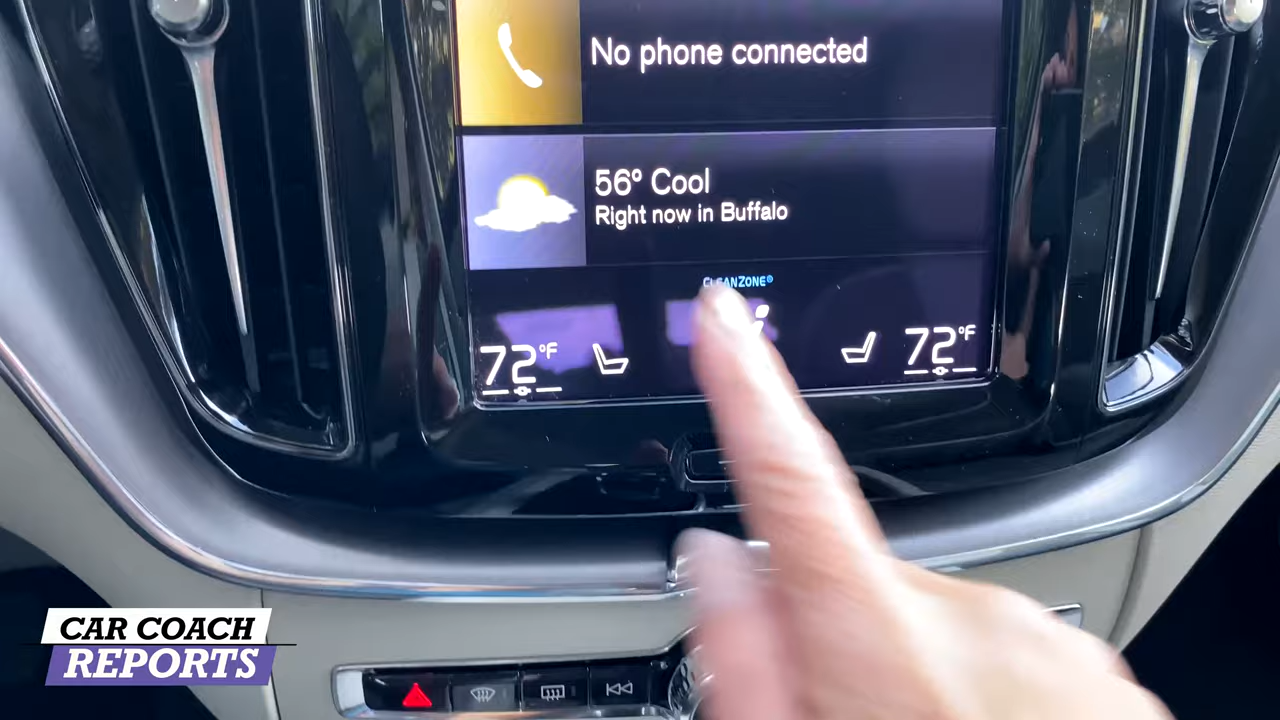 No phone connected
56° Cool
Right now in Buffalo
CLEANZONE®
72°F
72°F
CAR COACH
REPORTS